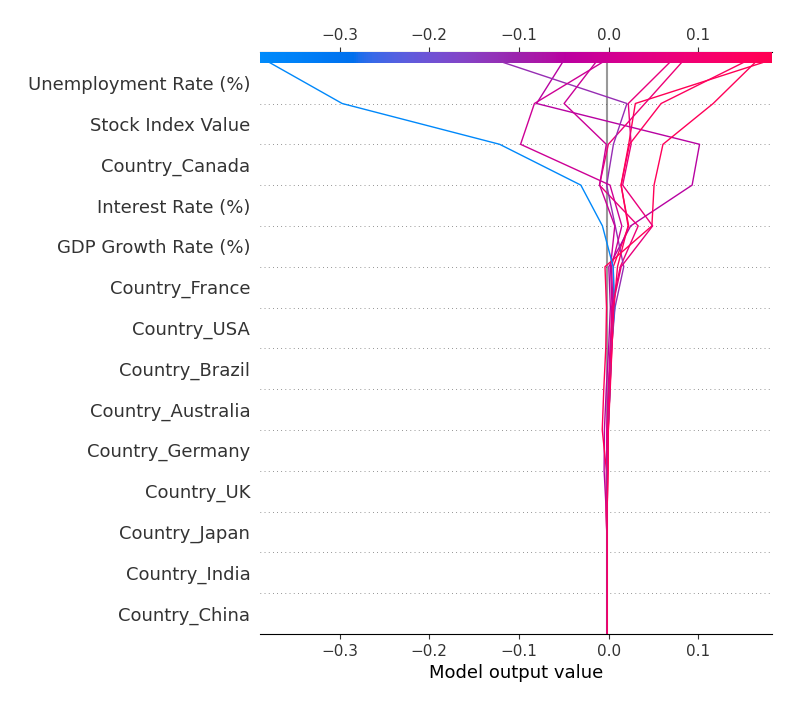 −0.3 −0.2 −0.1 0.0 0.1
Unemployment Rate (%)
Stock Index Value
Country_Canada
Interest Rate (%)
GDP Growth Rate (%)
Country_France
Country_USA
Country_Brazil
Country_Australia
Country_Germany
Country_UK
Country_Japan
Country_India
Country_China
−0.3 −0.2 −0.1 0.0 0.1
Model output value